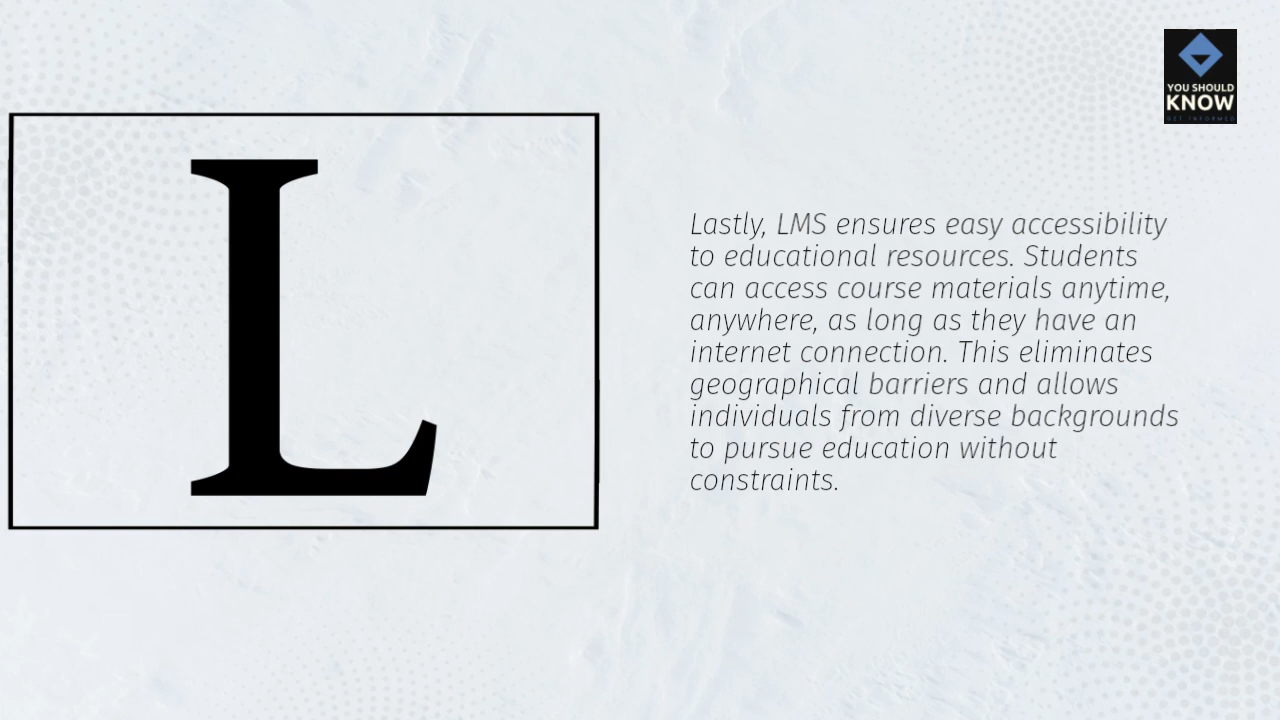 YOU SHOULD
KNOW
GET INFORMED
L
Lastly, LMS ensures easy accessibility
to educational resources. Students
can access course materials anytime,
anywhere, as long as they have an
internet connection. This eliminates
geographical barriers and allows
individuals from diverse backgrounds
to pursue education without
constraints.